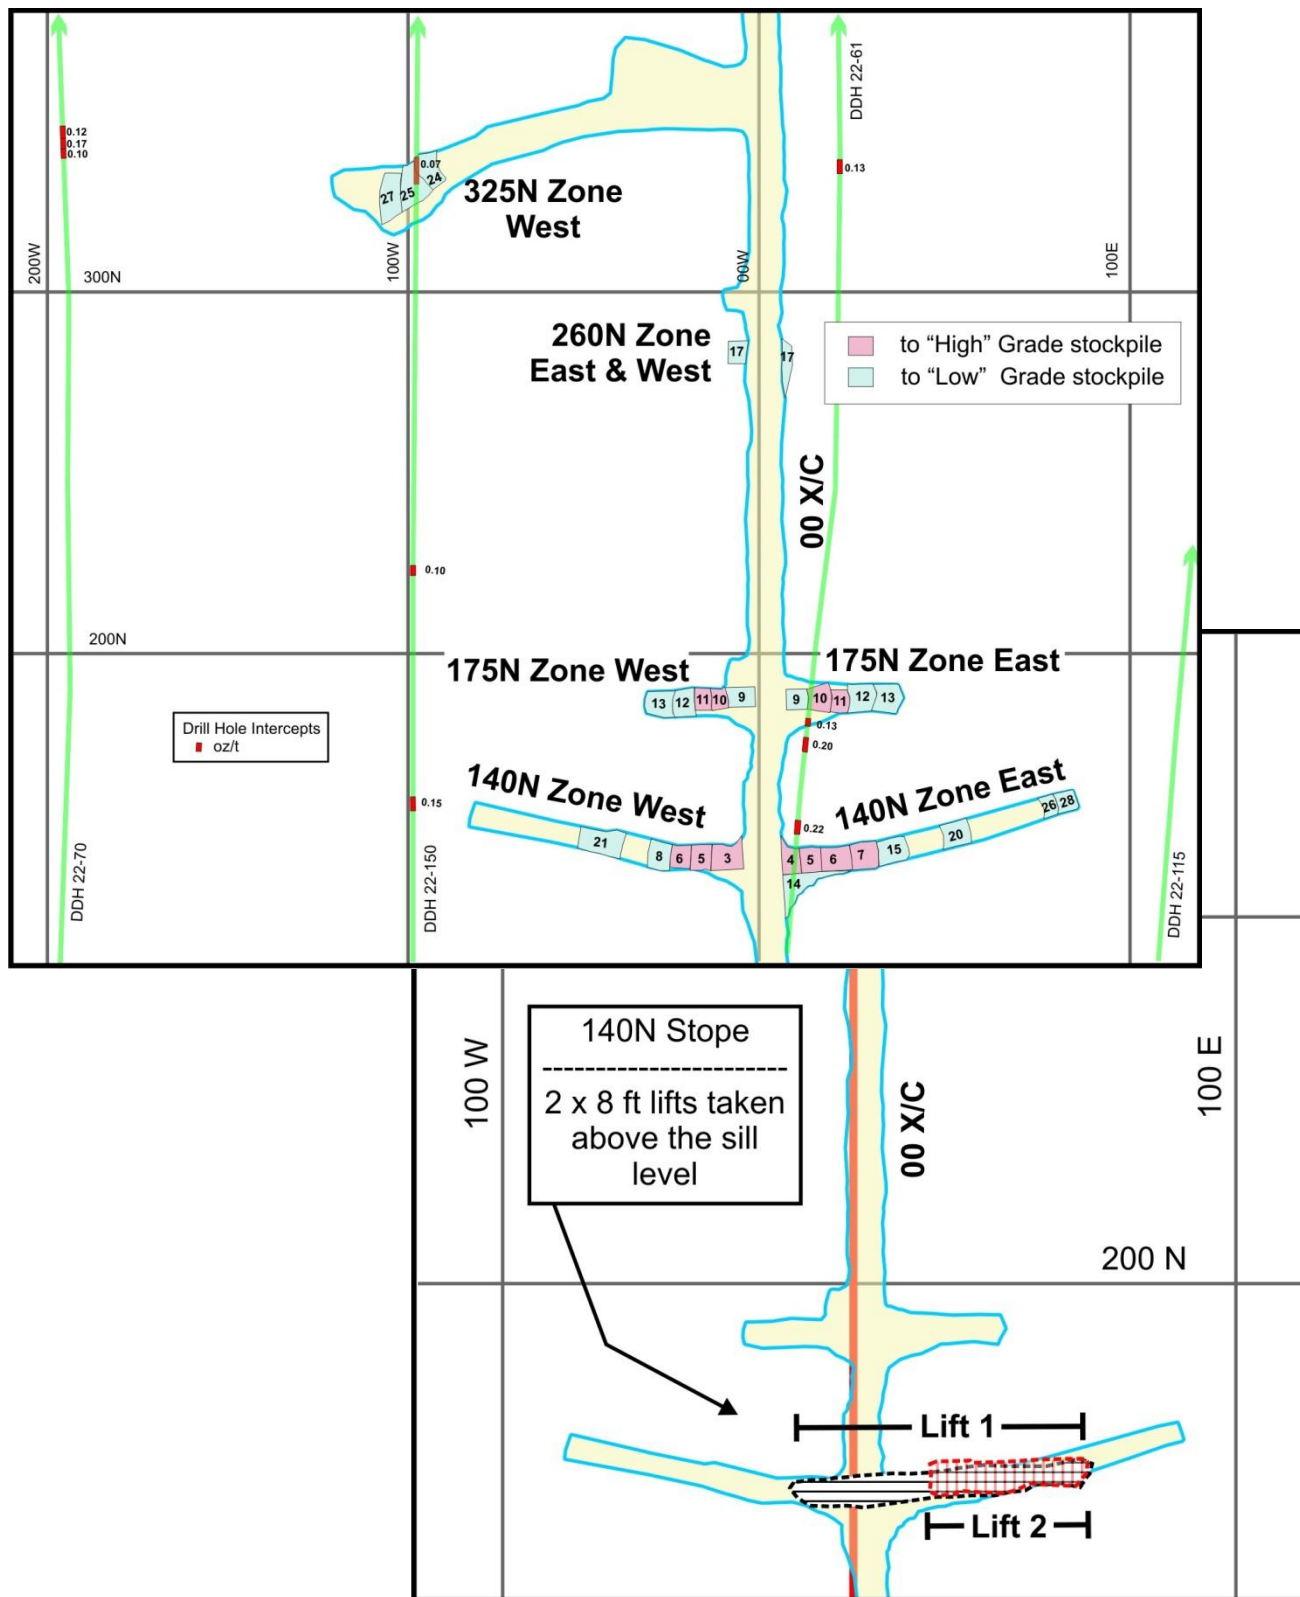 DDH 22-61
0.12
0.17
0.10
0.07
27
25
24
325N Zone
West
0.13
200W
300N
100W
00W
100E
260N Zone
East & West
17
17
to “High” Grade stockpile
to “Low” Grade stockpile
00 X/C
0.10
200N
175N Zone West
175N Zone East
13
12
11
10
9
9
10
11
12
13
Drill Hole Intercepts
oz/t
0.13
0.20
140N Zone West
140N Zone East
0.15
0.22
26
28
21
8
6
5
3
4
5
6
7
15
20
14
DDH 22-70
DDH 22-150
DDH 22-115
140N Stope
2 x 8 ft lifts taken
above the sill
level
100 W
00 X/C
100 E
200 N
Lift 1
Lift 2